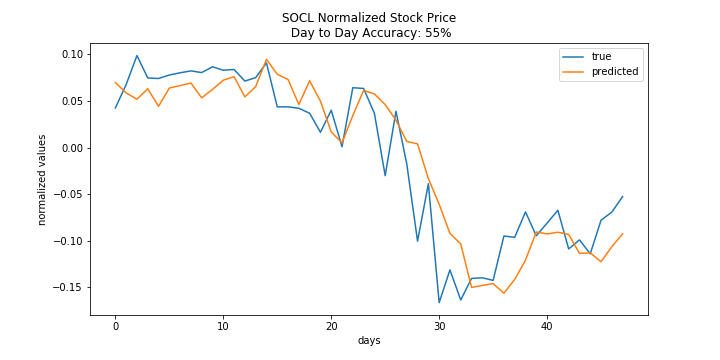 SOCL Normalized Stock Price
Day to Day Accuracy: 55%
true
predicted
normalized values
0.10
0.05
0.00
−0.05
−0.10
−0.15
0
10
20
30
40
days